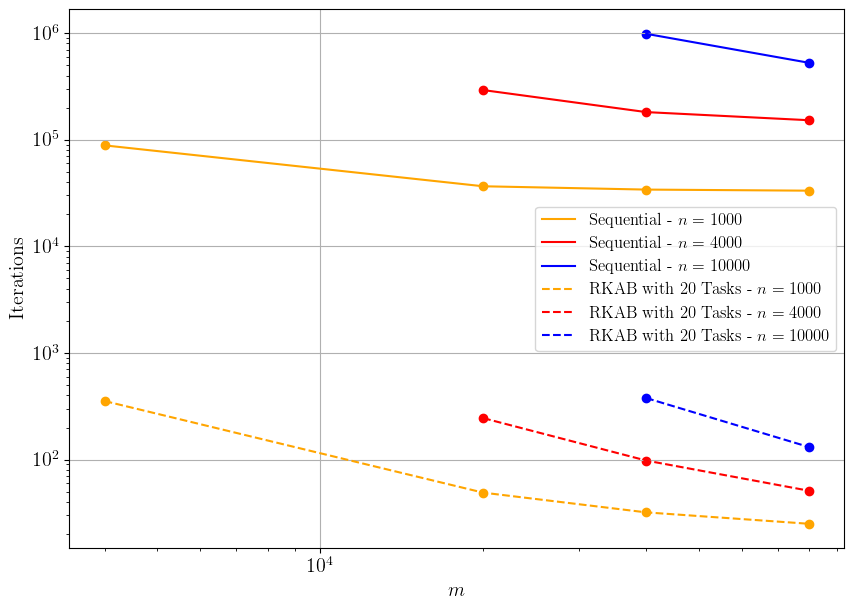 10^6
10^5
10^4
10^3
10^2
Iterations
Sequential - n = 1000
Sequential - n = 4000
Sequential - n = 10000
RKAB with 20 Tasks - n = 1000
RKAB with 20 Tasks - n = 4000
RKAB with 20 Tasks - n = 10000
10^4
m